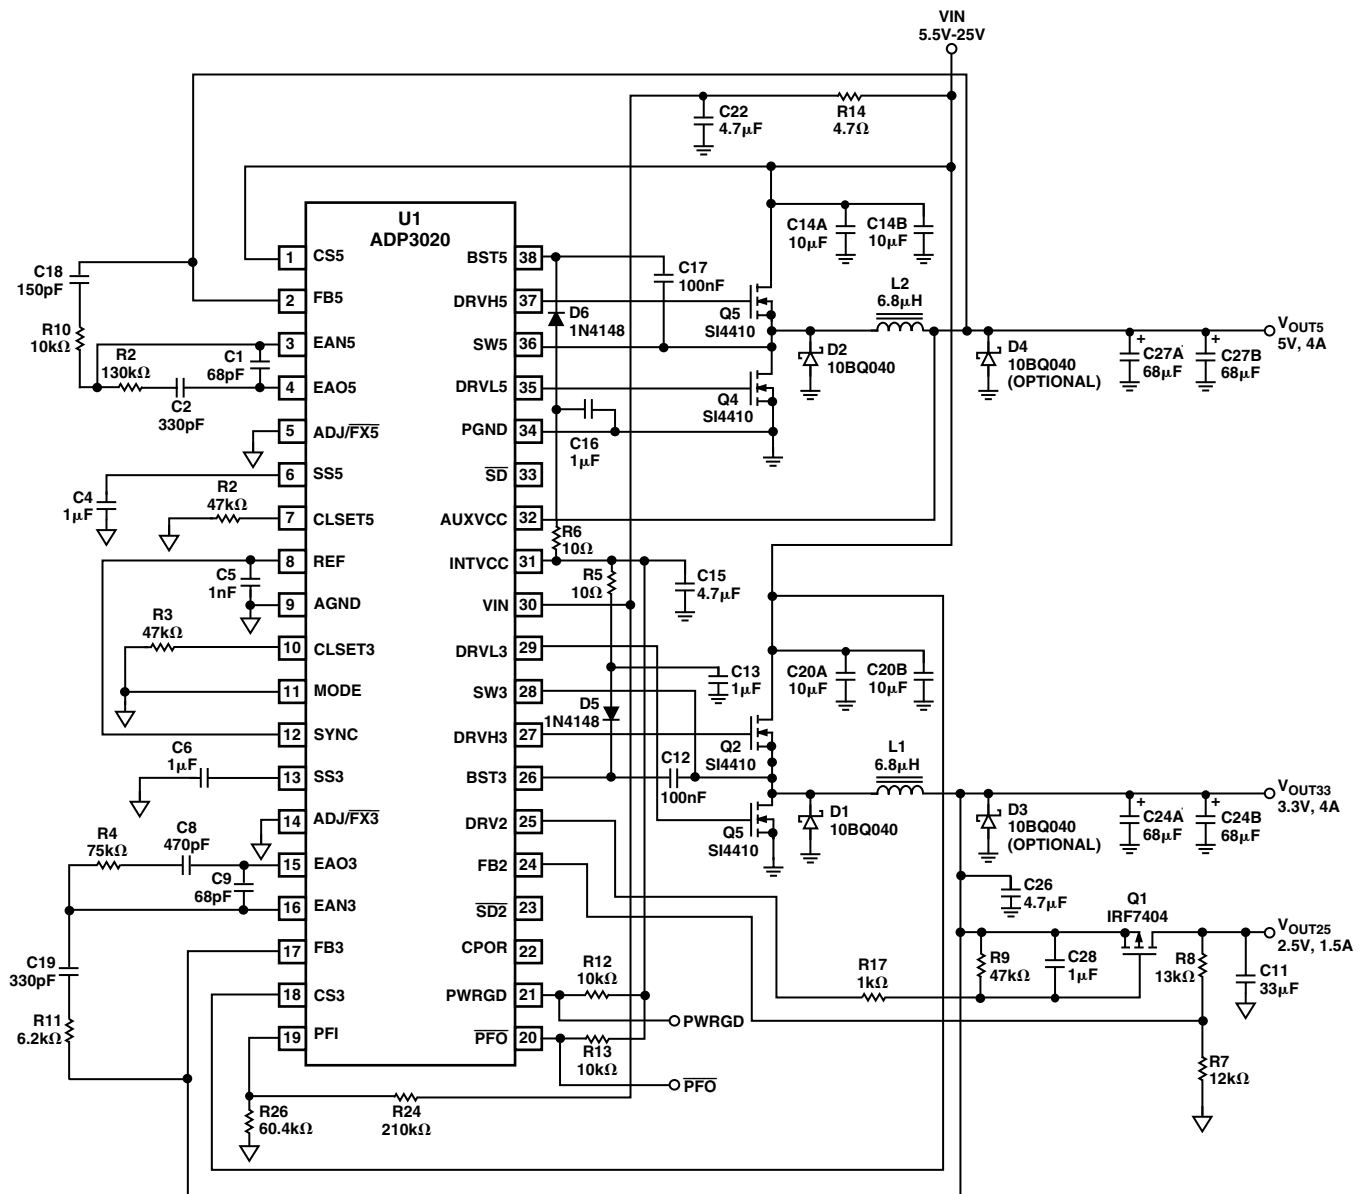 VIN
5.5V-25V
C22
4.7µF
R14
4.7Ω
U1
ADP3020
C14A
10µF
C14B
10µF
1 CS5
BST5 38
C18
150pF
C17
100nF
L2
6.8µH
2 FB5
DRVH5 37
D6
1N4148
Q5
SI4410
VOUT5
5V, 4A
R10
10kΩ
R2
130kΩ
C1
68pF
3 EAN5
SW5 36
D2
10BQ040
D4
10BQ040
(OPTIONAL)
+
C27A
68µF
+
C27B
68µF
4 EAO5
DRVL5 35
C2
330pF
Q4
SI4410
5 ADJ/FX5
PGND 34
C16
1µF
6 SS5
SD 33
C4
1µF
R2
47kΩ
7 CLSET5
AUXVCC 32
R6
10Ω
8 REF
INTVCC 31
C5
1nF
R5
10Ω
C15
4.7µF
9 AGND
VIN 30
R3
47kΩ
10 CLSET3
DRVL3 29
C13
1µF
C20A
10µF
C20B
10µF
11 MODE
SW3 28
D5
1N4148
12 SYNC
DRVH3 27
Q2
SI4410
L1
6.8µH
C6
1µF
13 SS3
BST3 26
C12
100nF
VOUT33
3.3V, 4A
14 ADJ/FX3
DRV2 25
Q5
SI4410
D1
10BQ040
D3
10BQ040
(OPTIONAL)
+
C24A
68µF
+
C24B
68µF
R4
75kΩ
C8
470pF
15 EAO3
FB2 24
C9
68pF
C26
4.7µF
Q1
IRF7404
16 EAN3
SD2 23
VOUT25
2.5V, 1.5A
17 FB3
CPOR 22
C19
330pF
R12
10kΩ
R17
1kΩ
R9
47kΩ
C28
1µF
R8
13kΩ
C11
33µF
18 CS3
PWRGD 21
PWRGD
R11
6.2kΩ
19 PFI
PFO 20
R13
10kΩ
PFO
R7
12kΩ
R26
60.4kΩ
R24
210kΩ